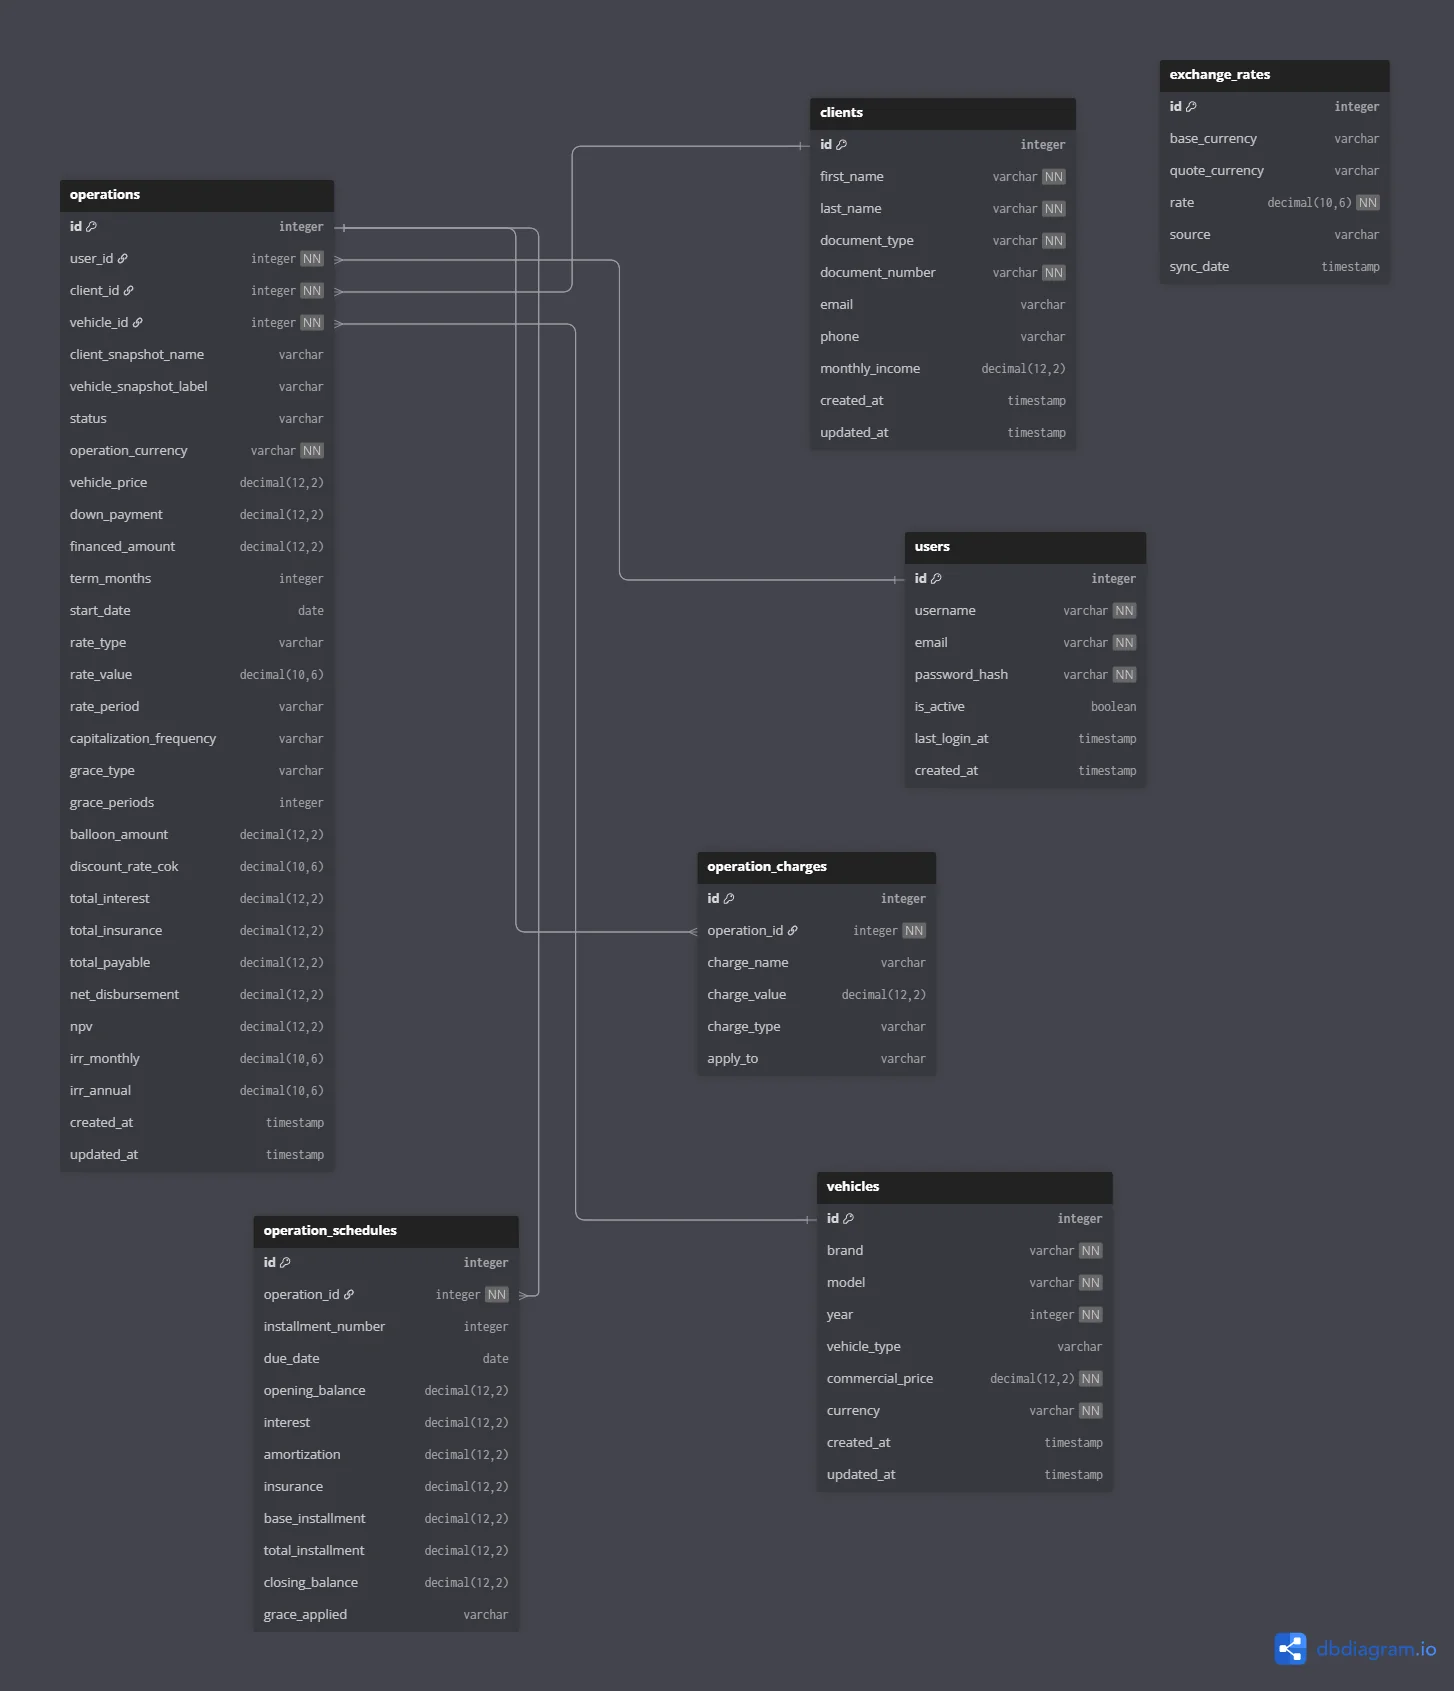 exchange_rates
id integer
base_currency varchar
quote_currency varchar
rate decimal(10,6) NN
source varchar
sync_date timestamp
clients
id integer
first_name varchar NN
last_name varchar NN
document_type varchar NN
document_number varchar NN
email varchar
phone varchar
monthly_income decimal(12,2)
created_at timestamp
updated_at timestamp
operations
id integer
user_id integer NN
client_id integer NN
vehicle_id integer NN
client_snapshot_name varchar
vehicle_snapshot_label varchar
status varchar
operation_currency varchar NN
vehicle_price decimal(12,2)
down_payment decimal(12,2)
financed_amount decimal(12,2)
term_months integer
start_date date
rate_type varchar
rate_value decimal(10,6)
rate_period varchar
capitalization_frequency varchar
grace_type varchar
grace_periods integer
balloon_amount decimal(12,2)
discount_rate_cok decimal(10,6)
total_interest decimal(12,2)
total_insurance decimal(12,2)
total_payable decimal(12,2)
net_disbursement decimal(12,2)
npv decimal(12,2)
irr_monthly decimal(10,6)
irr_annual decimal(10,6)
created_at timestamp
updated_at timestamp
users
id integer
username varchar NN
email varchar NN
password_hash varchar NN
is_active boolean
last_login_at timestamp
created_at timestamp
operation_charges
id integer
operation_id integer NN
charge_name varchar
charge_value decimal(12,2)
charge_type varchar
apply_to varchar
vehicles
id integer
brand varchar NN
model varchar NN
year integer NN
vehicle_type varchar
commercial_price decimal(12,2) NN
currency varchar NN
created_at timestamp
updated_at timestamp
operation_schedules
id integer
operation_id integer NN
installment_number integer
due_date date
opening_balance decimal(12,2)
interest decimal(12,2)
amortization decimal(12,2)
insurance decimal(12,2)
base_installment decimal(12,2)
total_installment decimal(12,2)
closing_balance decimal(12,2)
grace_applied varchar
dbdiagram.io